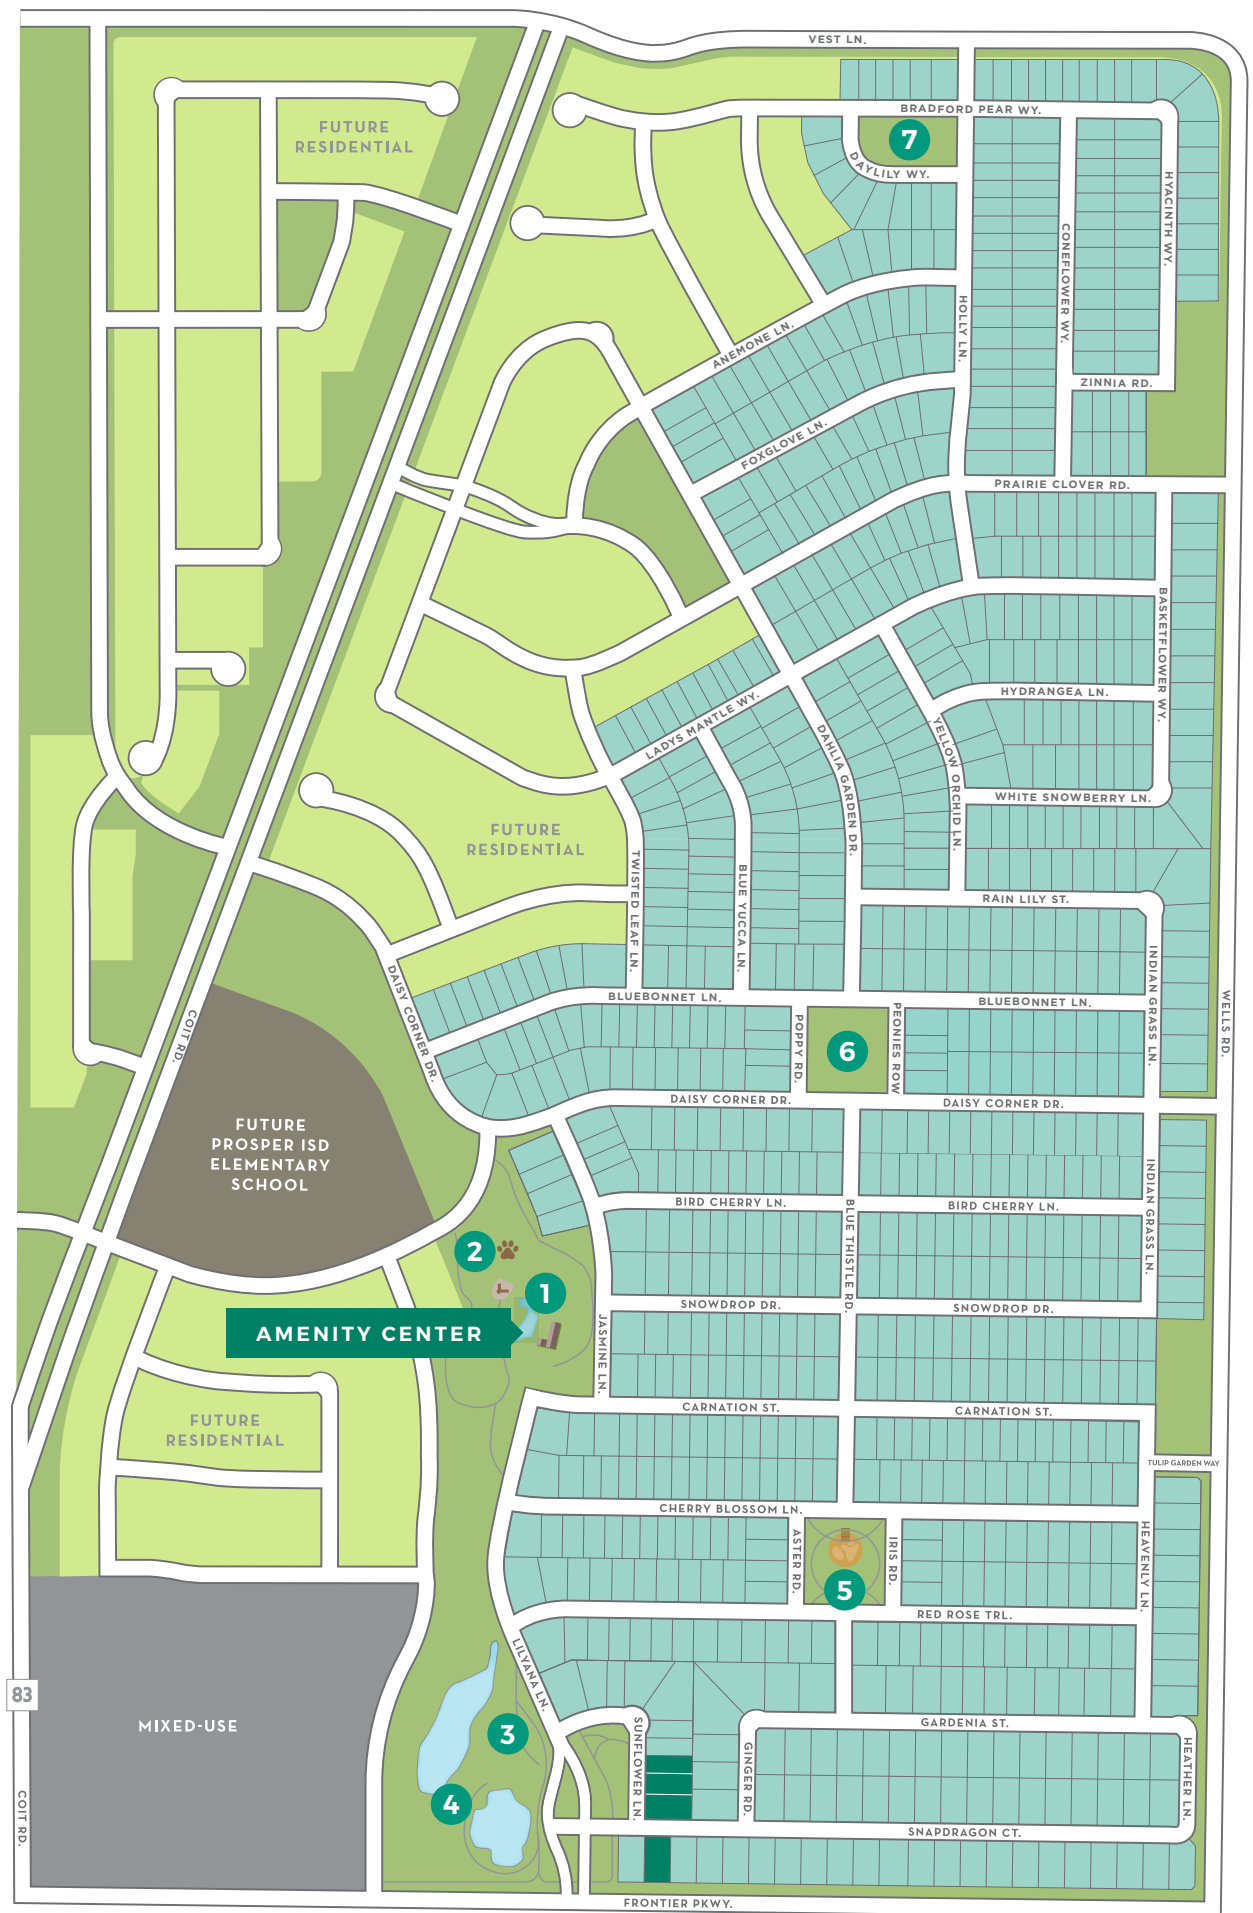 VEST LN.
BRADFORD PEAR WY.
FUTURE
RESIDENTIAL
7
DAYLILY WY.
HYACINTH WY.
CONEFLOWER WY.
HOLLY LN.
ANEMONE LN.
ZINNIA RD.
FOXGLOVE LN.
PRAIRIE CLOVER RD.
BASKETFLOWER WY.
HYDRANGEA LN.
LADYS MANTLE WY.
DAHLIA GARDEN DR.
YELLOW ORCHID LN.
WHITE SNOWBERRY LN.
FUTURE
RESIDENTIAL
TWISTED LEAF LN.
BLUE YUCCA LN.
RAIN LILY ST.
INDIAN GRASS LN.
DAISY CORNER DR.
BLUEBONNET LN.
BLUEBONNET LN.
WELLS RD.
COIT RD.
POPPY RD.
6
PEONIES ROW
DAISY CORNER DR.
DAISY CORNER DR.
FUTURE
PROSPER ISD
ELEMENTARY
SCHOOL
BIRD CHERRY LN.
BIRD CHERRY LN.
BLUE THISTLE RD.
INDIAN GRASS LN.
2
1
AMENITY CENTER
SNOWDROP DR.
SNOWDROP DR.
JASMINE LN.
CARNATION ST.
CARNATION ST.
FUTURE
RESIDENTIAL
TULIP GARDEN WAY
CHERRY BLOSSOM LN.
ASTER RD.
5
IRIS RD.
HEAVENLY LN.
RED ROSE TRL.
LILYANA LN.
83
MIXED-USE
3
4
SUNFLOWER LN.
GINGER RD.
GARDENIA ST.
HEATHER LN.
COIT RD.
SNAPDRAGON CT.
FRONTIER PKWY.